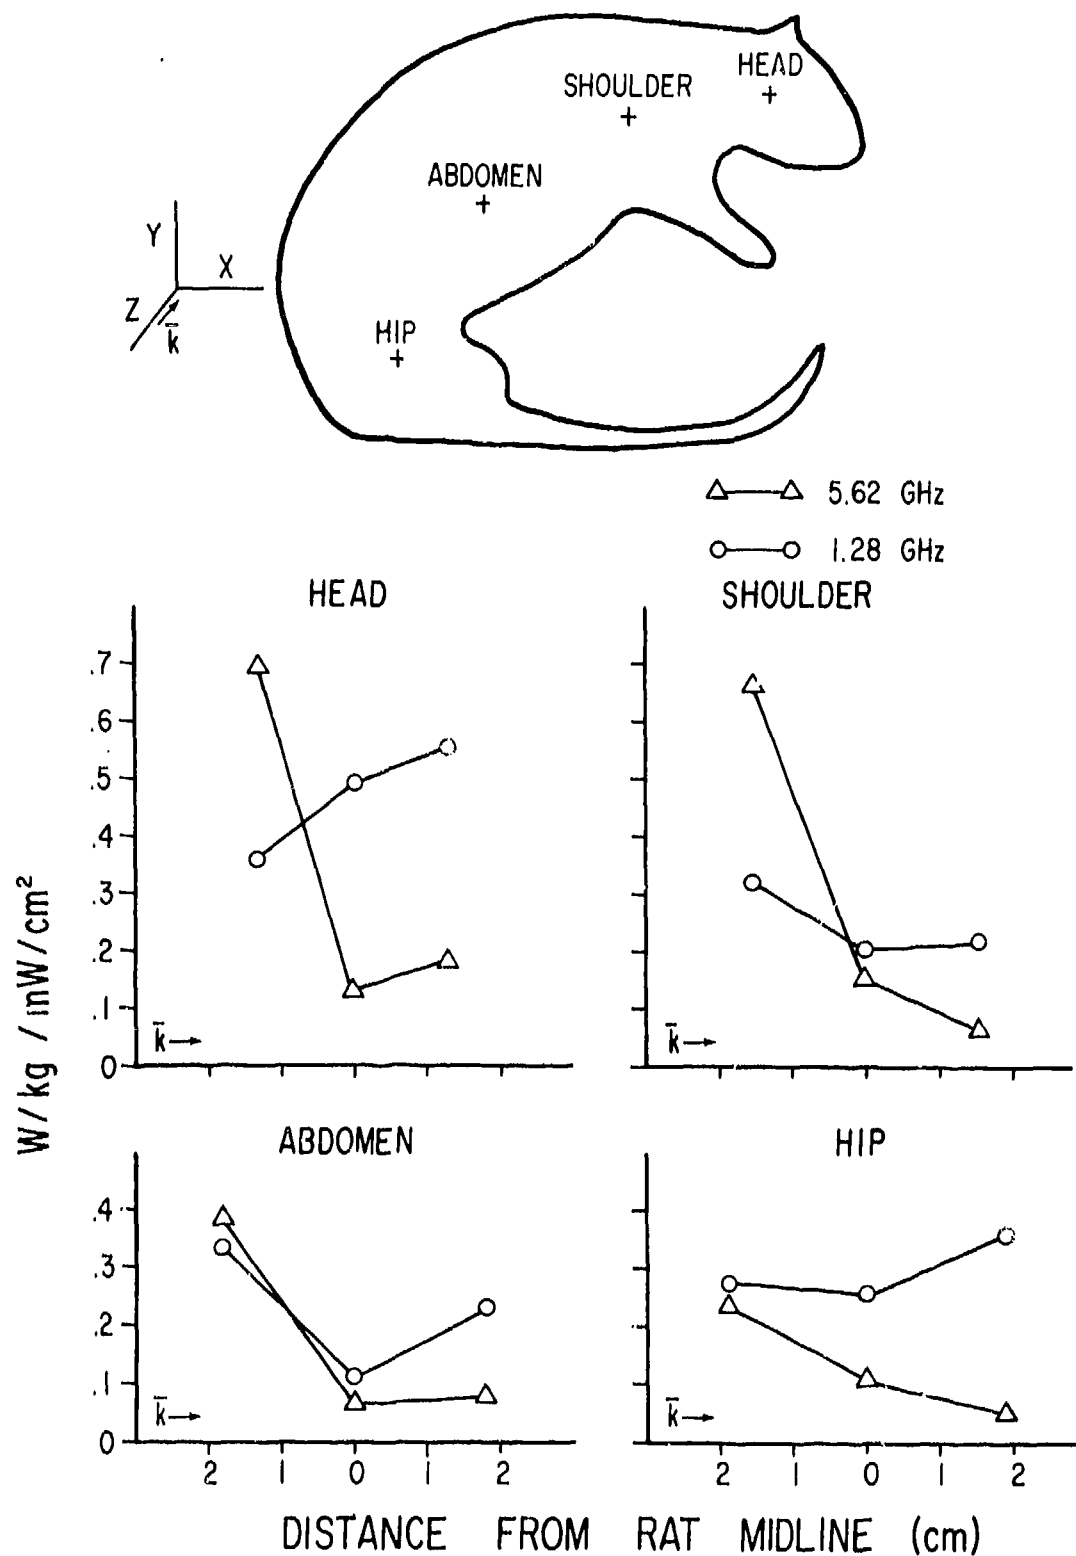 HEAD
SHOULDER
ABDOMEN
Y
X
Z
k̄
HIP
5.62 GHz
1.28 GHz
HEAD
SHOULDER
.7
.6
.5
.4
.3
.2
.1
0
k̄
k̄
W/kg/mW/cm²
ABDOMEN
HIP
.4
.3
.2
.1
0
k̄
k̄
2 1 0 1 2
2 1 0 1 2
DISTANCE FROM RAT MIDLINE (cm)